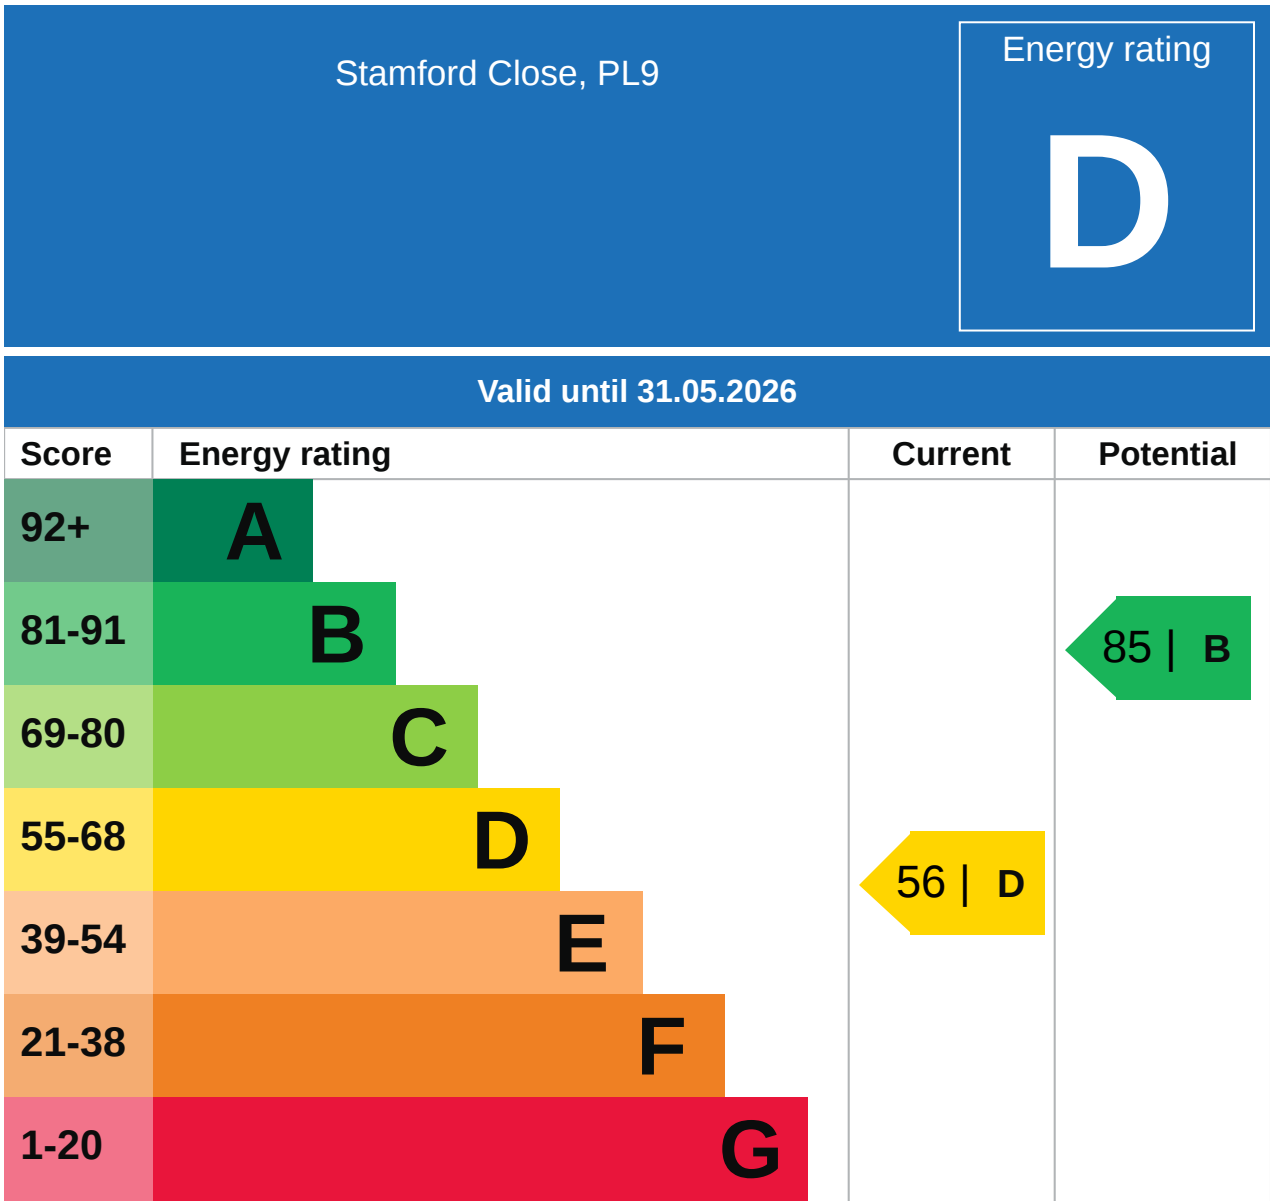 Stamford Close, PL9
Energy rating
D
Valid until 31.05.2026
Score Energy rating Current Potential
92+ A
81-91 B
85 | B
69-80 C
55-68 D
56 | D
39-54 E
21-38 F
1-20 G